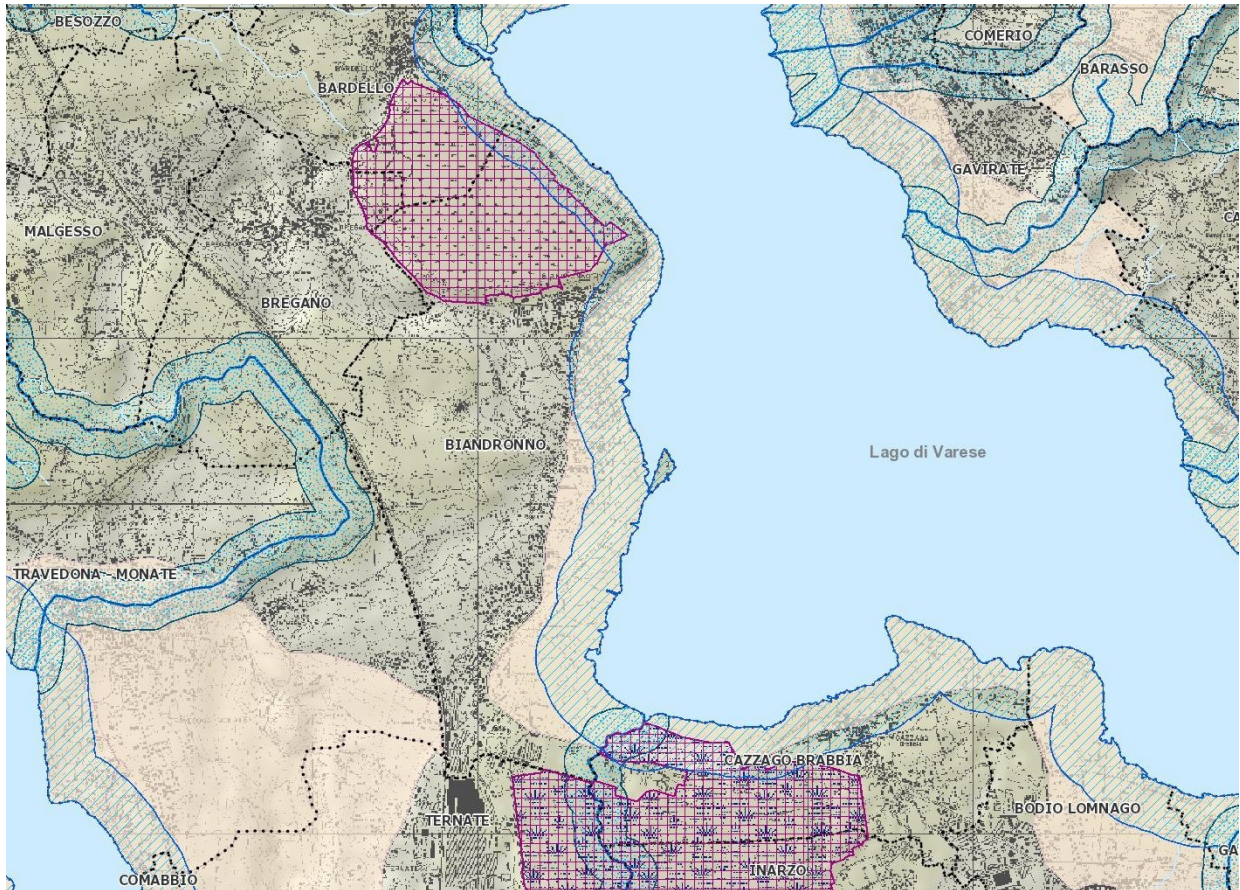 BESOZZO
COMERIO
BARASSO
BARDELLO
BARDELLO
GAVIRATE
MALGESSO
BREGANO
BIANDRONNO
Lago di Varese
TRAVEDONA - MONATE
CAZZAGO BRABBIA
BODIO LOMNAGO
TERNATE
INARZO
COMABBIO